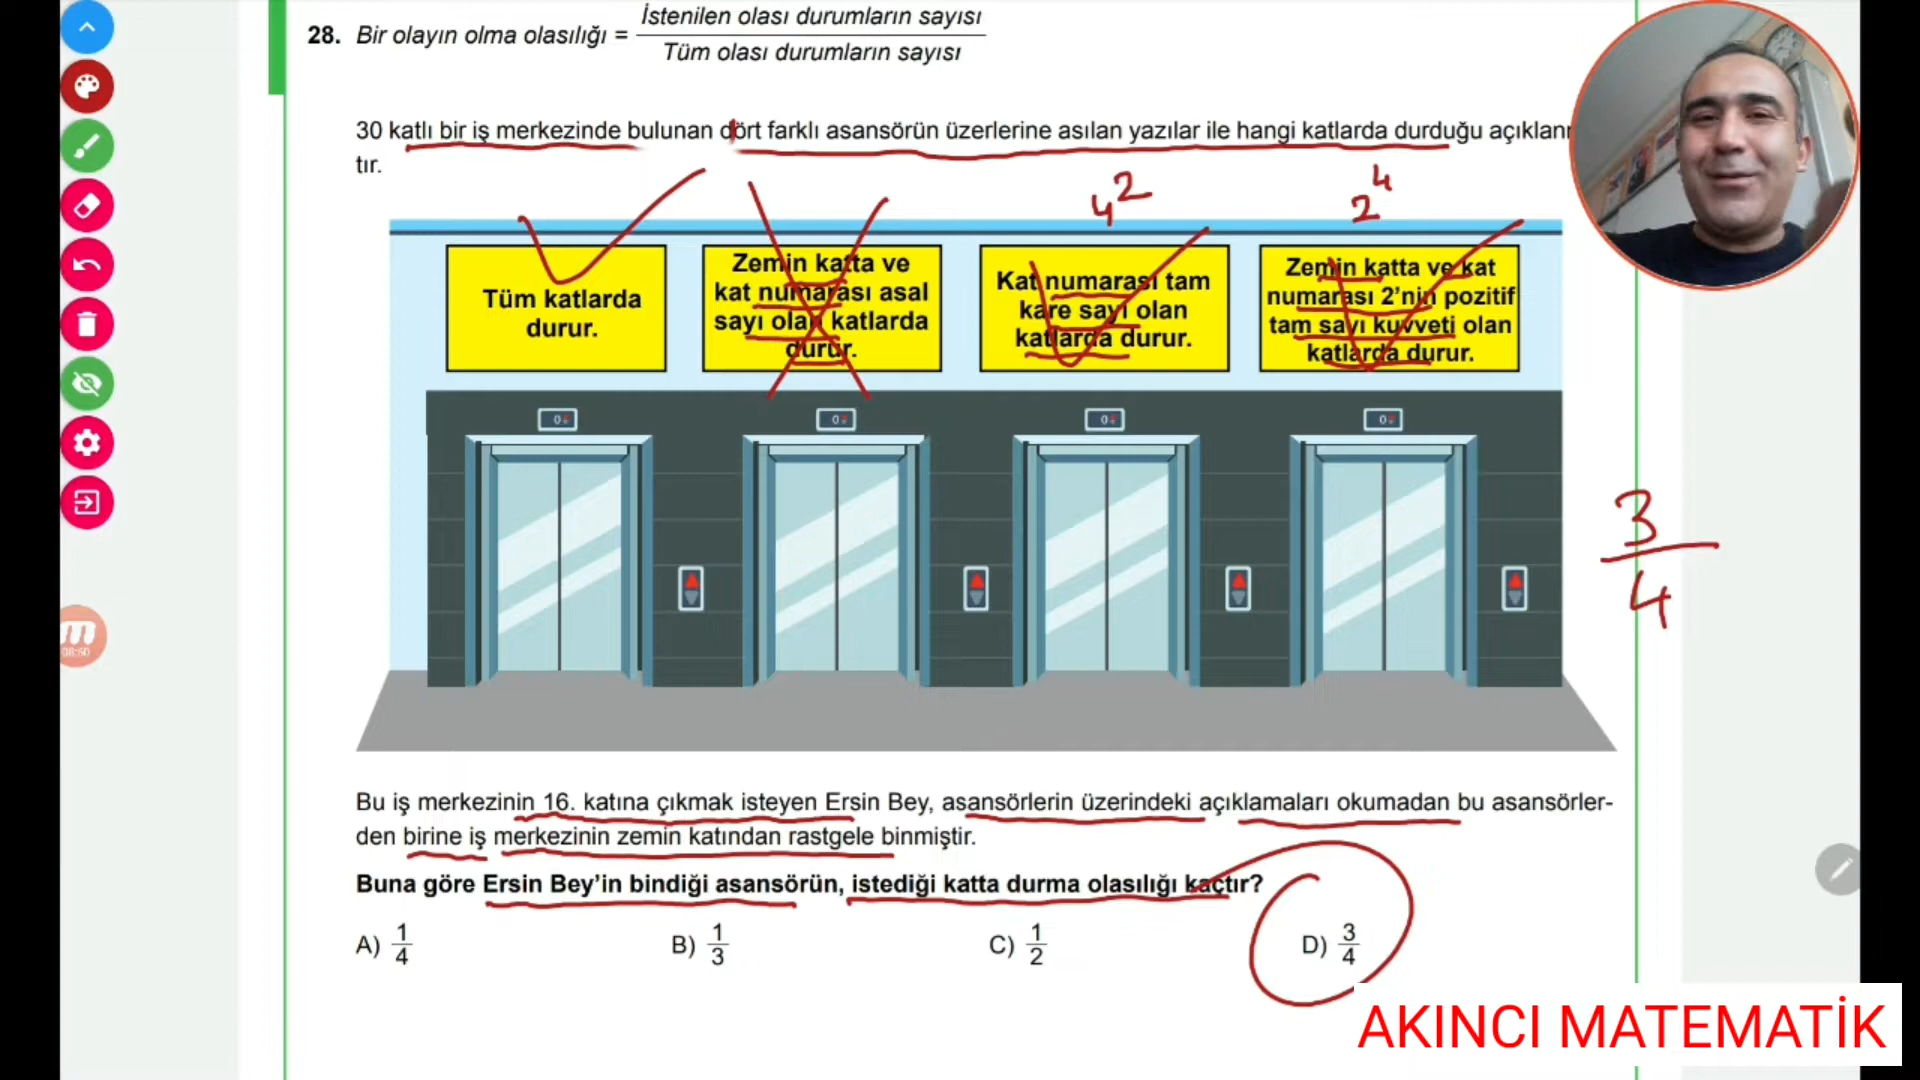 28. Bir olayın olma olasılığı = İstenilen olası durumların sayısı
Tüm olası durumların sayısı
30 katlı bir iş merkezinde bulunan dört farklı asansörün üzerlerine asılan yazılar ile hangi katlarda durduğu
tır.
4²
2⁴
Tüm katlarda
durur.
Zemin katta ve
kat numarası asal
sayı olan katlarda
durur.
Kat numarası tam
kare sayı olan
katlarda durur.
Zemin katta ve kat
numarası 2'nin pozitif
tam sayı kuvveti olan
katlarda durur.
0
0
0
0
3
4
Bu iş merkezinin 16. katına çıkmak isteyen Ersin Bey, asansörlerin üzerindeki açıklamaları okumadan bu asansörler-
den birine iş merkezinin zemin katından rastgele binmiştir.
Buna göre Ersin Bey'in bindiği asansörün, istediği katta durma olasılığı kaçtır?
A) 1/4 B) 1/3 C) 1/2 D) 3/4
AKINCI MATEMATİK